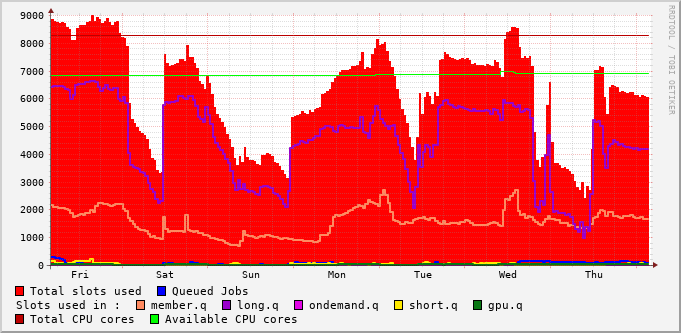 9000
8000
7000
6000
5000
4000
3000
2000
1000
0
Fri Sat Sun Mon Tue Wed Thu
RRDTOOL / TOBI OETIKER
Total slots used Queued Jobs
Slots used in : member.q long.q ondemand.q short.q gpu.q
Total CPU cores Available CPU cores